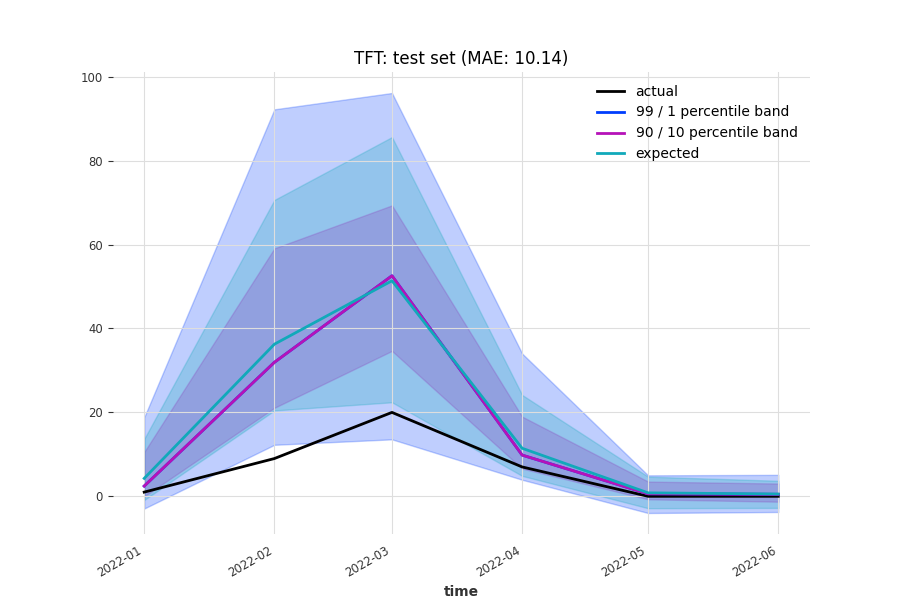 TFT: test set (MAE: 10.14)
actual
99 / 1 percentile band
90 / 10 percentile band
expected
100
80
60
40
20
0
2022-01
2022-02
2022-03
2022-04
2022-05
2022-06
time